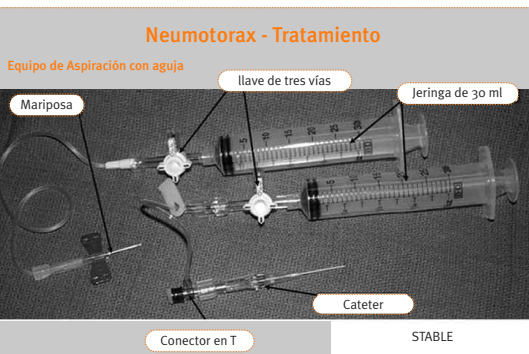 Neumotorax - Tratamiento
Equipo de Aspiración con aguja
llave de tres vías
Mariposa
Jeringa de 30 ml
Cateter
Conector en T
STABLE